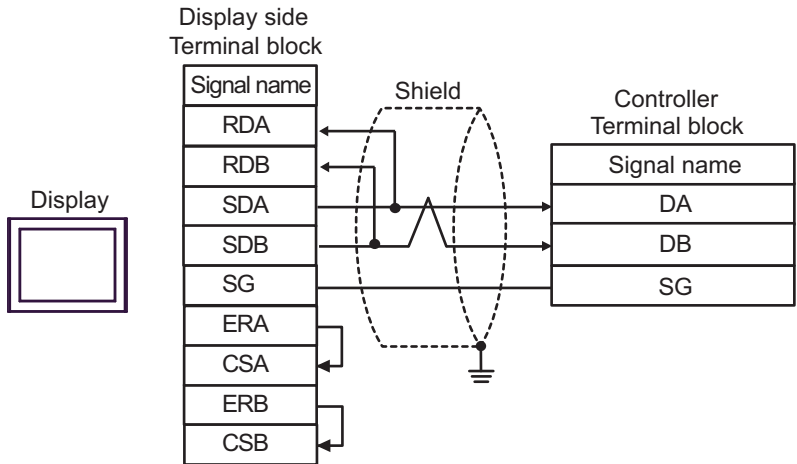 Display side
Terminal block
Signal name
RDA
RDB
SDA
SDB
SG
ERA
CSA
ERB
CSB
Display
Shield
Controller
Terminal block
Signal name
DA
DB
SG